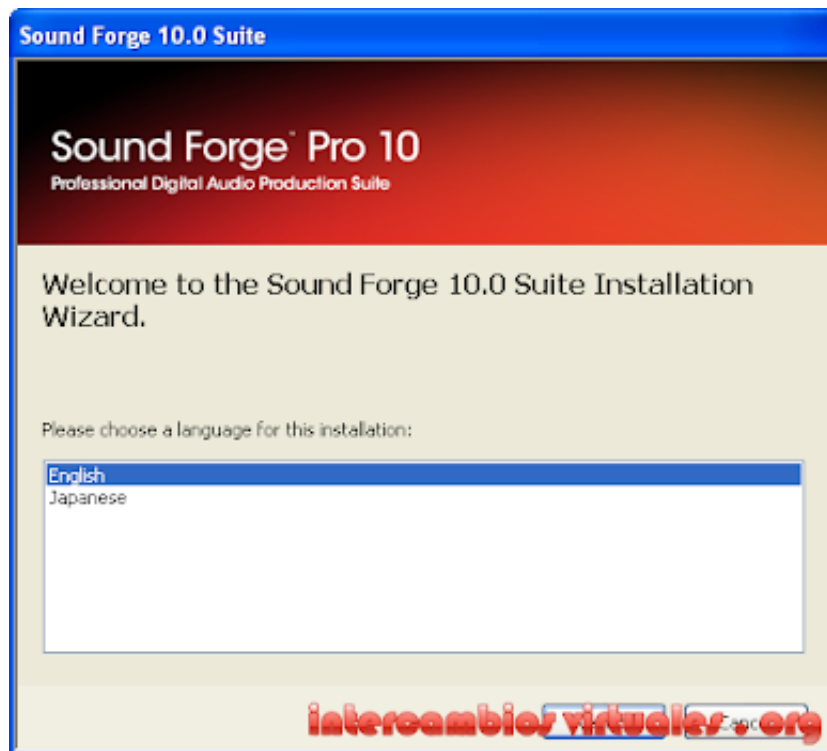 Sound Forge 10.0 Suite
Sound Forge™ Pro 10
Professional Digital Audio Production Suite
Welcome to the Sound Forge 10.0 Suite Installation
Wizard.
Please choose a language for this installation:
English
Japanese
intercambios virtuales . org